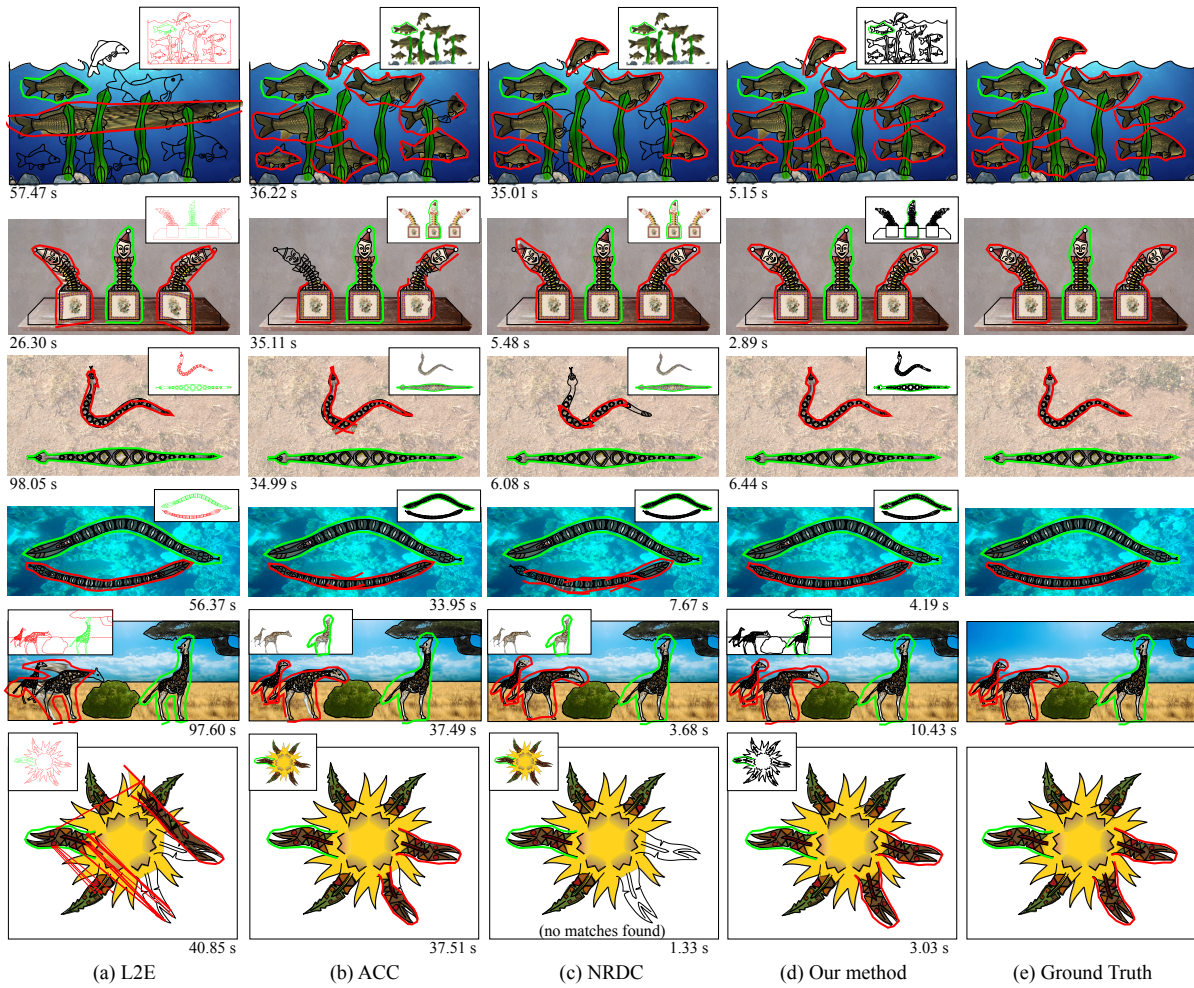 57.47 s 36.22 s 35.01 s 5.15 s
26.30 s 35.11 s 5.48 s 2.89 s
98.05 s 34.99 s 6.08 s 6.44 s
56.37 s 33.95 s 7.67 s 4.19 s
97.60 s 37.49 s 3.68 s 10.43 s
(no matches found)
40.85 s 37.51 s 1.33 s 3.03 s
(a) L2E (b) ACC (c) NRDC (d) Our method (e) Ground Truth